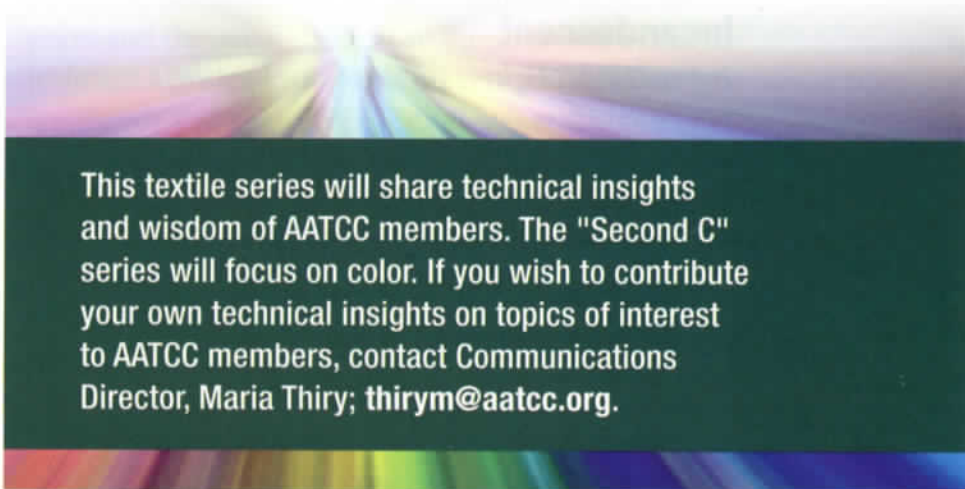 This textile series will share technical insights
and wisdom of AATCC members. The "Second C"
series will focus on color. If you wish to contribute
your own technical insights on topics of interest
to AATCC members, contact Communications
Director, Maria Thiry; thirym@aatcc.org.